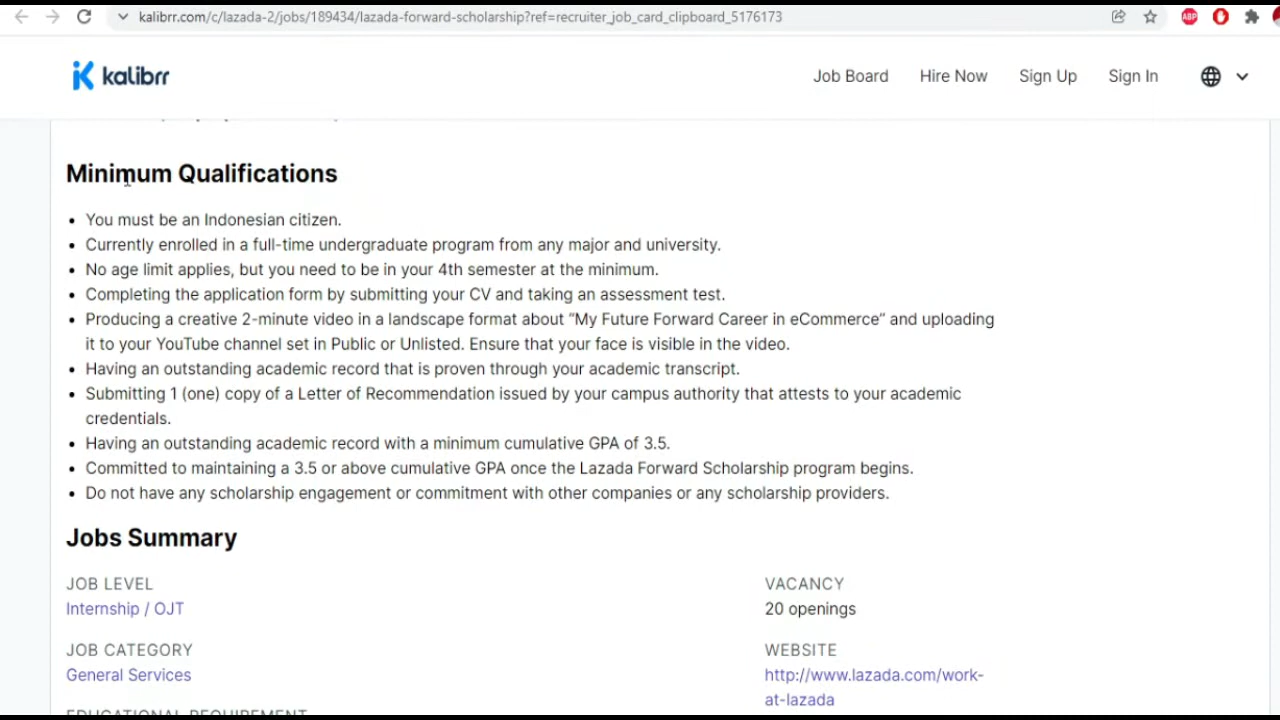 kalibrr.com/c/lazada-2/jobs/189434/lazada-forward-scholarship?ref=recruiter_job_card_clipboard_5176173
ABP
kalibrr
Job Board
Hire Now
Sign Up
Sign In
Minimum Qualifications
• You must be an Indonesian citizen.
• Currently enrolled in a full-time undergraduate program from any major and university.
• No age limit applies, but you need to be in your 4th semester at the minimum.
• Completing the application form by submitting your CV and taking an assessment test.
• Producing a creative 2-minute video in a landscape format about “My Future Forward Career in eCommerce” and uploading
it to your YouTube channel set in Public or Unlisted. Ensure that your face is visible in the video.
• Having an outstanding academic record that is proven through your academic transcript.
• Submitting 1 (one) copy of a Letter of Recommendation issued by your campus authority that attests to your academic
credentials.
• Having an outstanding academic record with a minimum cumulative GPA of 3.5.
• Committed to maintaining a 3.5 or above cumulative GPA once the Lazada Forward Scholarship program begins.
• Do not have any scholarship engagement or commitment with other companies or any scholarship providers.
Jobs Summary
JOB LEVEL
Internship / OJT
VACANCY
20 openings
JOB CATEGORY
General Services
WEBSITE
http://www.lazada.com/work-
at-lazada
EDUCATIONAL REQUIREMENT